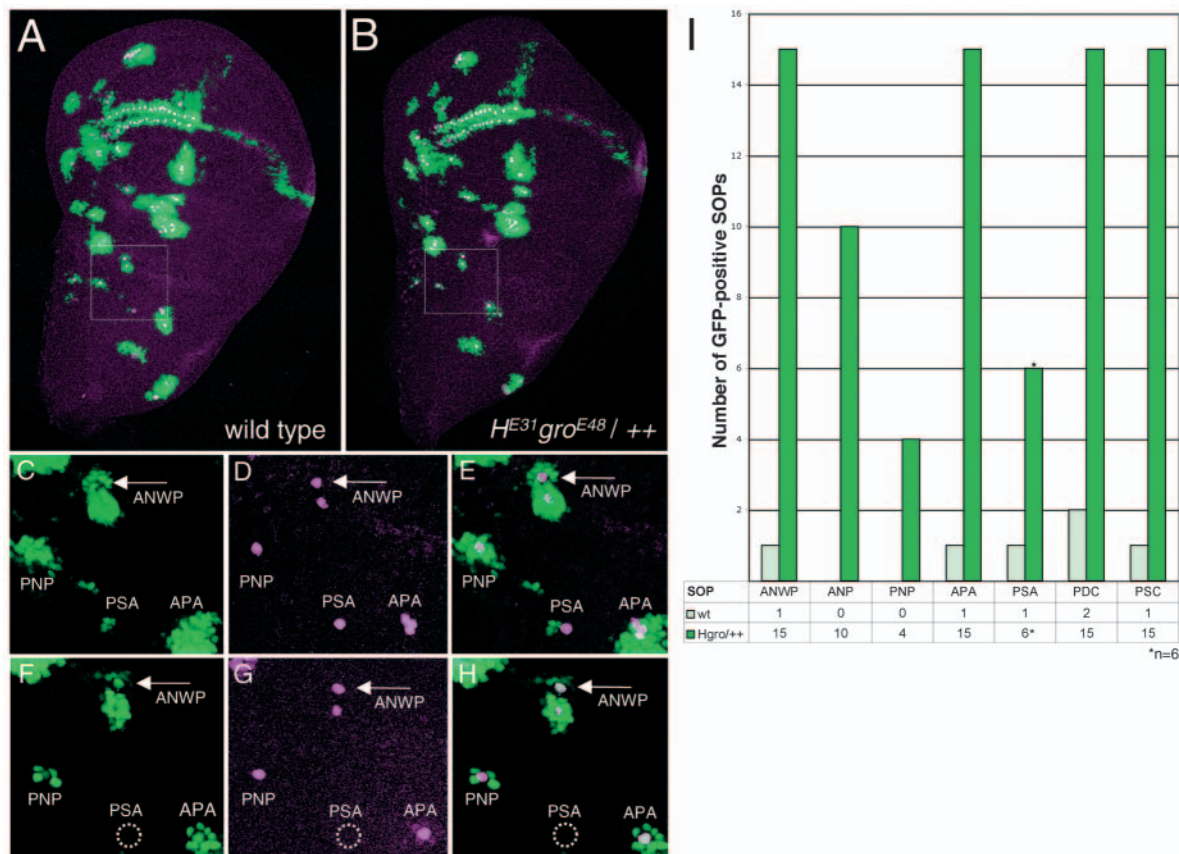 A
B
wild type
H^E31 gro^E48 / ++
C
ANWP
PNP
PSA
APA
D
ANWP
PNP
PSA
APA
E
ANWP
PNP
PSA
APA
F
ANWP
PNP
PSA
APA
G
ANWP
PNP
PSA
APA
H
ANWP
PNP
PSA
APA
I
Number of GFP-positive SOPs
16
14
12
10
8
6
4
2
*
SOP ANWP ANP PNP APA PSA PDC PSC
wt 1 0 0 1 1 2 1
Hgro/++ 15 10 4 15 6* 15 15
*n=6